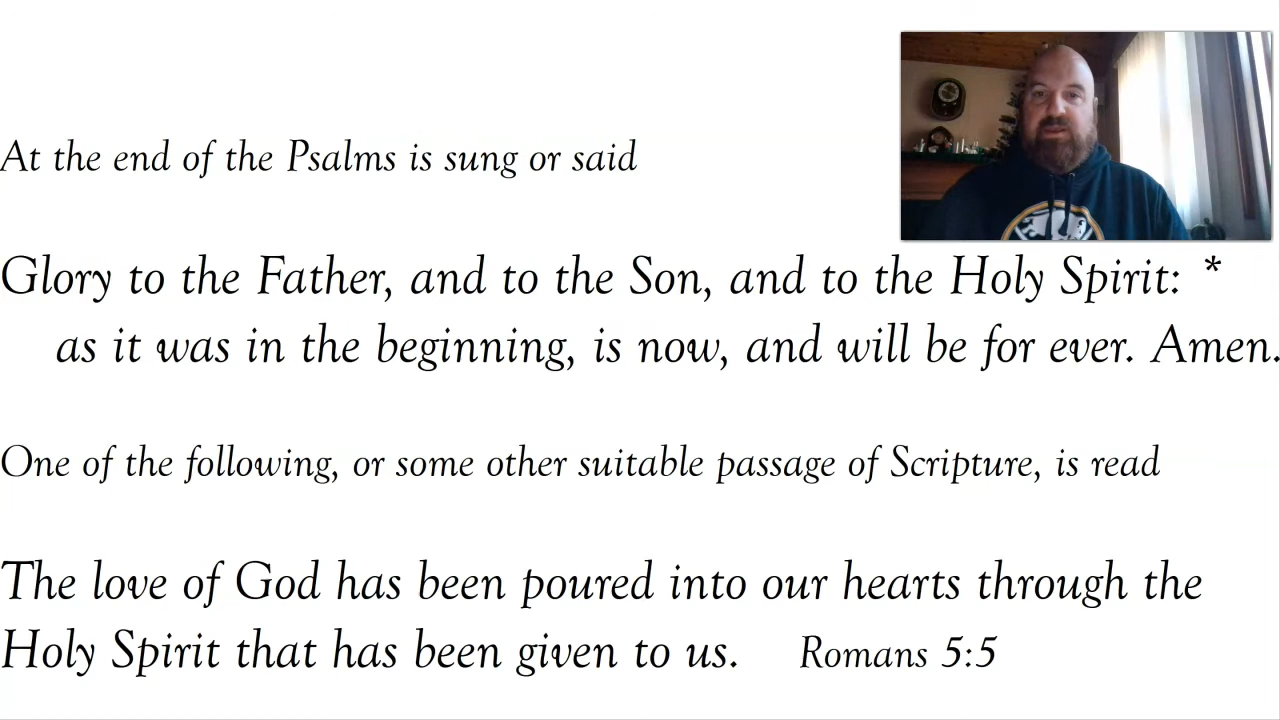 At the end of the Psalms is sung or said
Glory to the Father, and to the Son, and to the Holy Spirit: *
as it was in the beginning, is now, and will be for ever. Amen.
One of the following, or some other suitable passage of Scripture, is read
The love of God has been poured into our hearts through the
Holy Spirit that has been given to us. Romans 5:5